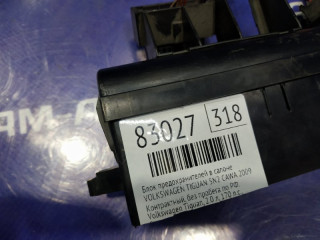 83027 318
Блок предохранителей в салоне
VOLKSWAGEN TIGUAN 5N2 CAWA 2009
Контрактный, без пробега по РФ.
Volkswagen Tiguan, 2.0 л, 170 л.с.